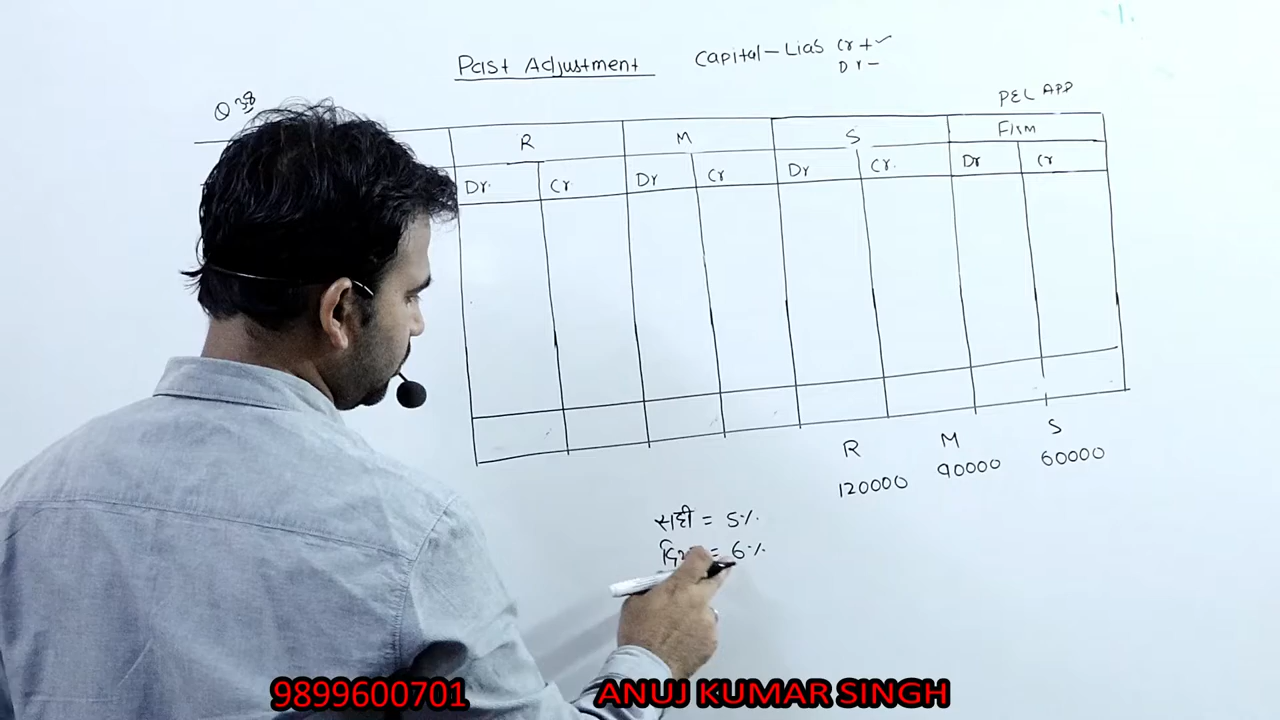 Past Adjustment
Capital - Lias Cr + ✓
Dr -
Q 38
P&L APP
R M S Firm
Dr. Cr Dr Cr Dr Cr. Dr Cr
R M S
120000 90000 60000
सही = 5%
= 6%
9899600701 ANUJ KUMAR SINGH